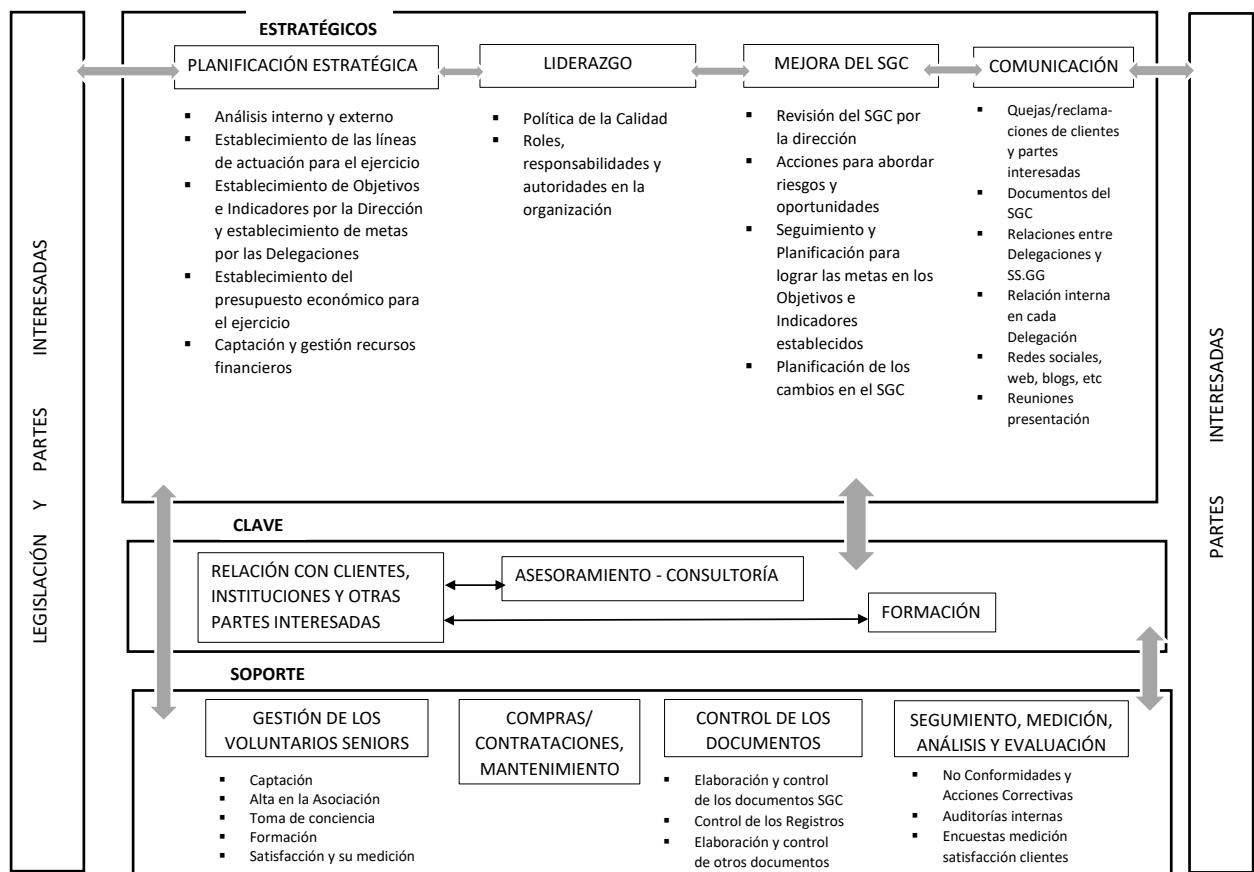 ESTRATÉGICOS
PLANIFICACIÓN ESTRATÉGICA
▪ Análisis interno y externo
▪ Establecimiento de las líneas
de actuación para el ejercicio
▪ Establecimiento de Objetivos
e Indicadores por la Dirección
y establecimiento de metas
por las Delegaciones
▪ Establecimiento del
presupuesto económico para
el ejercicio
▪ Captación y gestión recursos
financieros
LIDERAZGO
▪ Política de la Calidad
▪ Roles,
responsabilidades y
autoridades en la
organización
MEJORA DEL SGC
▪ Revisión del SGC por
la dirección
▪ Acciones para abordar
riesgos y
oportunidades
▪ Seguimiento y
Planificación para
lograr las metas en los
Objetivos e
Indicadores
establecidos
▪ Planificación de los
cambios en el SGC
COMUNICACIÓN
▪ Quejas/reclama-
ciones de clientes
y partes
interesadas
▪ Documentos del
SGC
▪ Relaciones entre
Delegaciones y
SS.GG
▪ Relación interna
en cada
Delegación
▪ Redes sociales,
web, blogs, etc
▪ Reuniones
presentación
LEGISLACIÓN Y PARTES INTERESADAS
PARTES INTERESADAS
CLAVE
RELACIÓN CON CLIENTES,
INSTITUCIONES Y OTRAS
PARTES INTERESADAS
ASESORAMIENTO - CONSULTORÍA
FORMACIÓN
SOPORTE
GESTIÓN DE LOS
VOLUNTARIOS SENIORS
▪ Captación
▪ Alta en la Asociación
▪ Toma de conciencia
▪ Formación
▪ Satisfacción y su medición
COMPRAS/
CONTRATACIONES,
MANTENIMIENTO
CONTROL DE LOS
DOCUMENTOS
▪ Elaboración y control
de los documentos SGC
▪ Control de los Registros
▪ Elaboración y control
de otros documentos
SEGUMIENTO, MEDICIÓN,
ANÁLISIS Y EVALUACIÓN
▪ No Conformidades y
Acciones Correctivas
▪ Auditorías internas
▪ Encuestas medición
satisfacción clientes